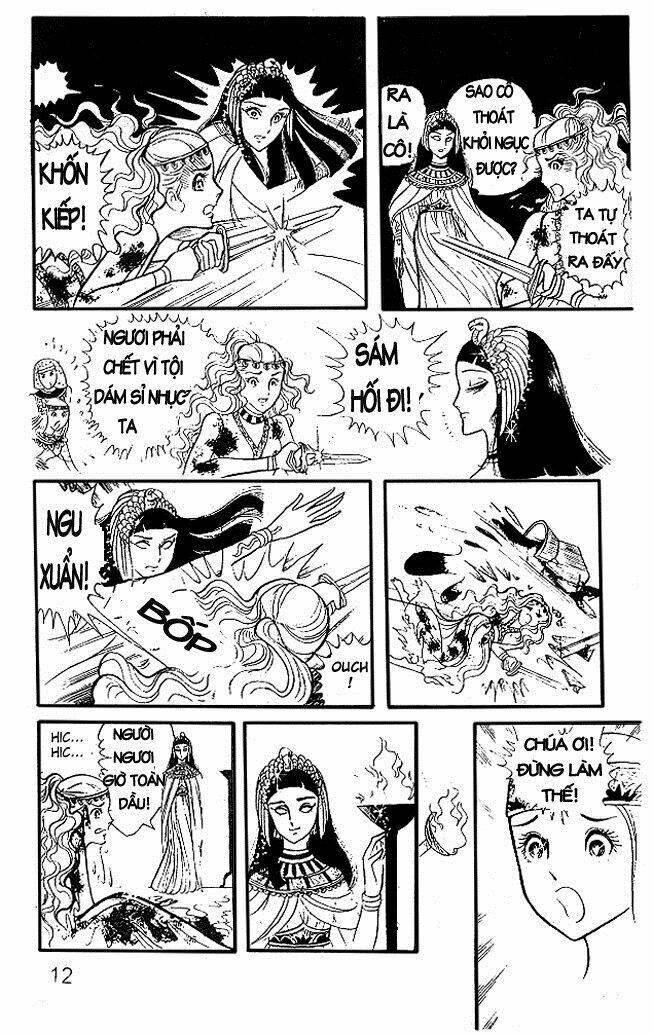 KHỐN
KIẾP!
RA
LÀ
CÔ!
SAO CÔ
THOÁT
KHỎI NGỤC
ĐƯỢC?
TA TỰ
THOÁT
RA ĐẤY
NGƯƠI PHẢI
CHẾT VÌ TỘI
DÁM SỈ NHỤC
TA
SÁM
HỐI ĐI!
NGU
XUẨN!
BỐP
OUCH
!
HIC...
HIC...
NGƯỜI
NGƯƠI
GIỜ TOÀN
DẦU!
CHÚA ƠI!
ĐỪNG LÀM
THẾ!
12